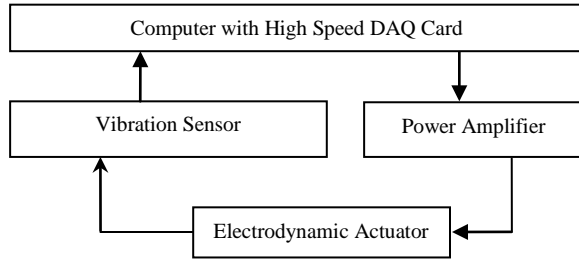 Computer with High Speed DAQ Card
Vibration Sensor
Power Amplifier
Electrodynamic Actuator